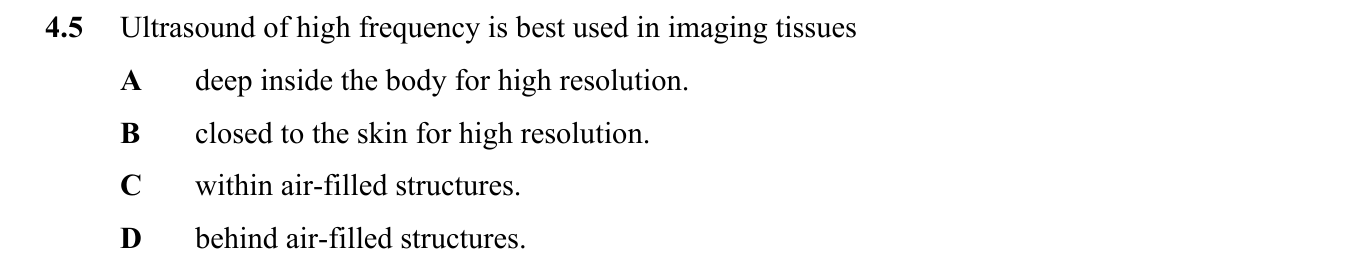 4.5 Ultrasound of high frequency is best used in imaging tissues
A deep inside the body for high resolution.
B closed to the skin for high resolution.
C within air-filled structures.
D behind air-filled structures.